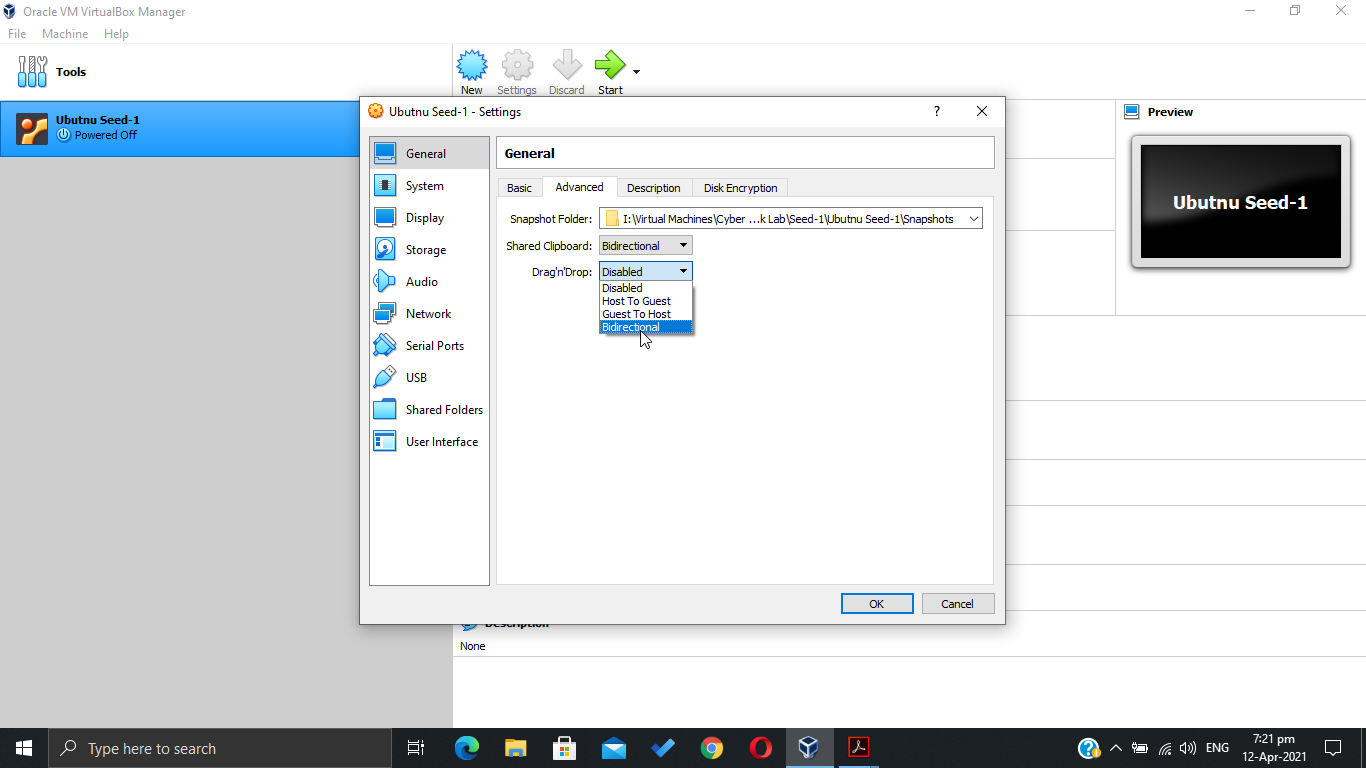 Oracle VM VirtualBox Manager
File Machine Help
Tools
New Settings Discard Start
Ubutnu Seed-1
Powered Off
Ubutnu Seed-1 - Settings
?
General
System
Display
Storage
Audio
Network
Serial Ports
USB
Shared Folders
User Interface
General
Basic Advanced Description Disk Encryption
Snapshot Folder: I:\Virtual Machines\Cyber ...k Lab\Seed-1\Ubutnu Seed-1\Snapshots
Shared Clipboard: Bidirectional
Drag'n'Drop: Disabled
Disabled
Host To Guest
Guest To Host
Bidirectional
OK Cancel
Preview
Ubutnu Seed-1
Description
None
Type here to search
ENG
7:21 pm
12-Apr-2021